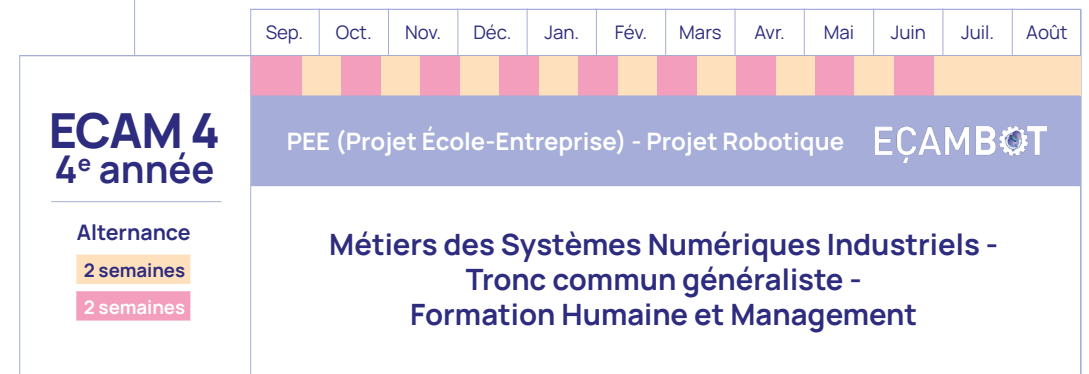 Sep. Oct. Nov. Déc. Jan. Fév. Mars Avr. Mai Juin Juil. Août
ECAM 4
4e année
PEE (Projet École-Entreprise) - Projet Robotique EÇAMBOT
Alternance
2 semaines
2 semaines
Métiers des Systèmes Numériques Industriels -
Tronc commun généraliste -
Formation Humaine et Management